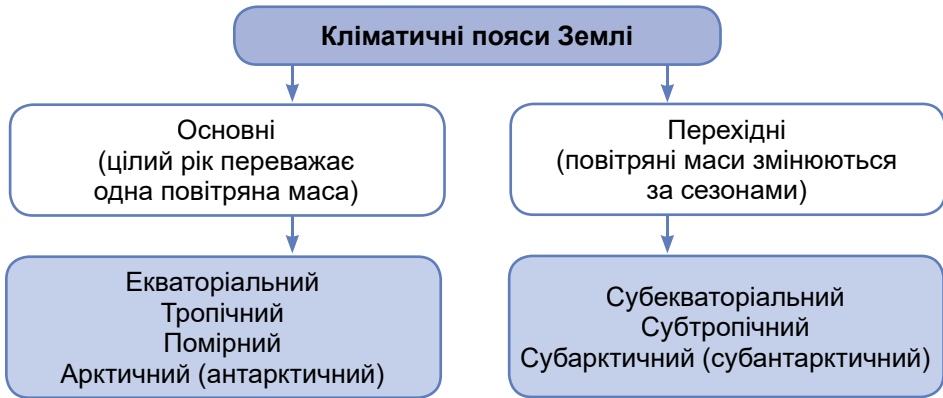 Кліматичні пояси Землі
Основні
(цілий рік переважає
одна повітряна маса)
Перехідні
(повітряні маси змінюються
за сезонами)
Екваторіальний
Тропічний
Помірний
Арктичний (антарктичний)
Субекваторіальний
Субтропічний
Субарктичний (субантарктичний)